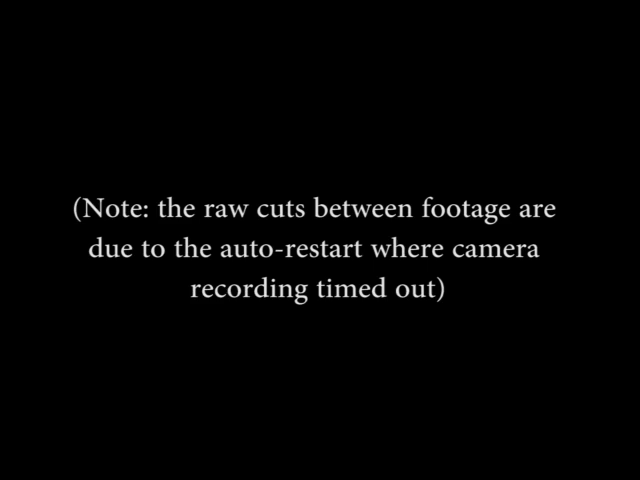 (Note: the raw cuts between footage are
due to the auto-restart where camera
recording timed out)